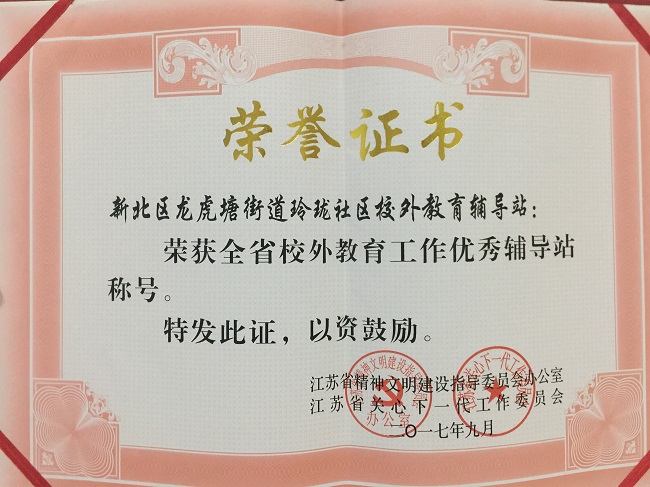 荣誉证书
新北区龙虎塘街道玲珑社区校外教育辅导站：
荣获全省校外教育工作优秀辅导站
称号。
特发此证，以资鼓励。
江苏省精神文明建设指导委员会办公室
江苏省关心下一代工作委员会
二〇一七年九月
办公室